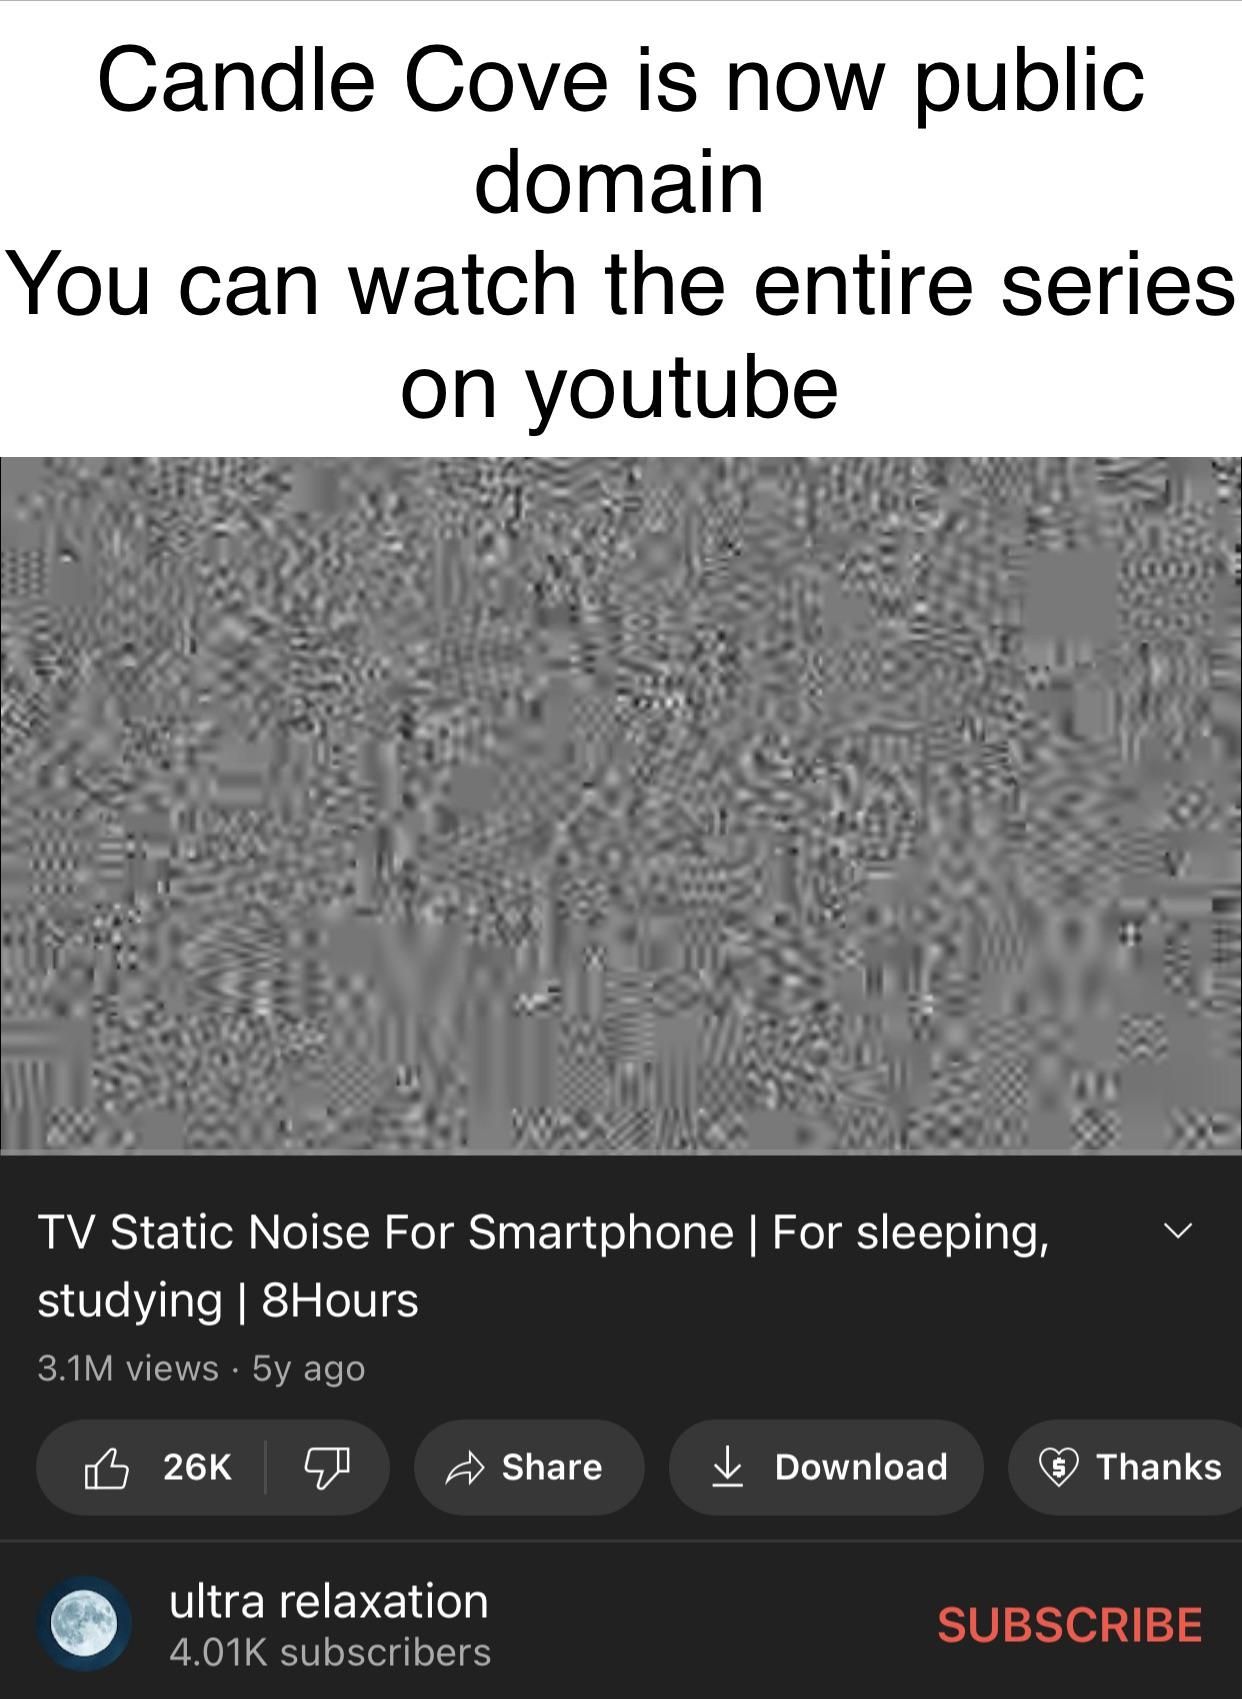 Candle Cove is now public
domain
You can watch the entire series
on youtube
TV Static Noise For Smartphone | For sleeping,
studying | 8Hours
3.1M views · 5y ago
26K
Share
Download
Thanks
ultra relaxation
4.01K subscribers
SUBSCRIBE